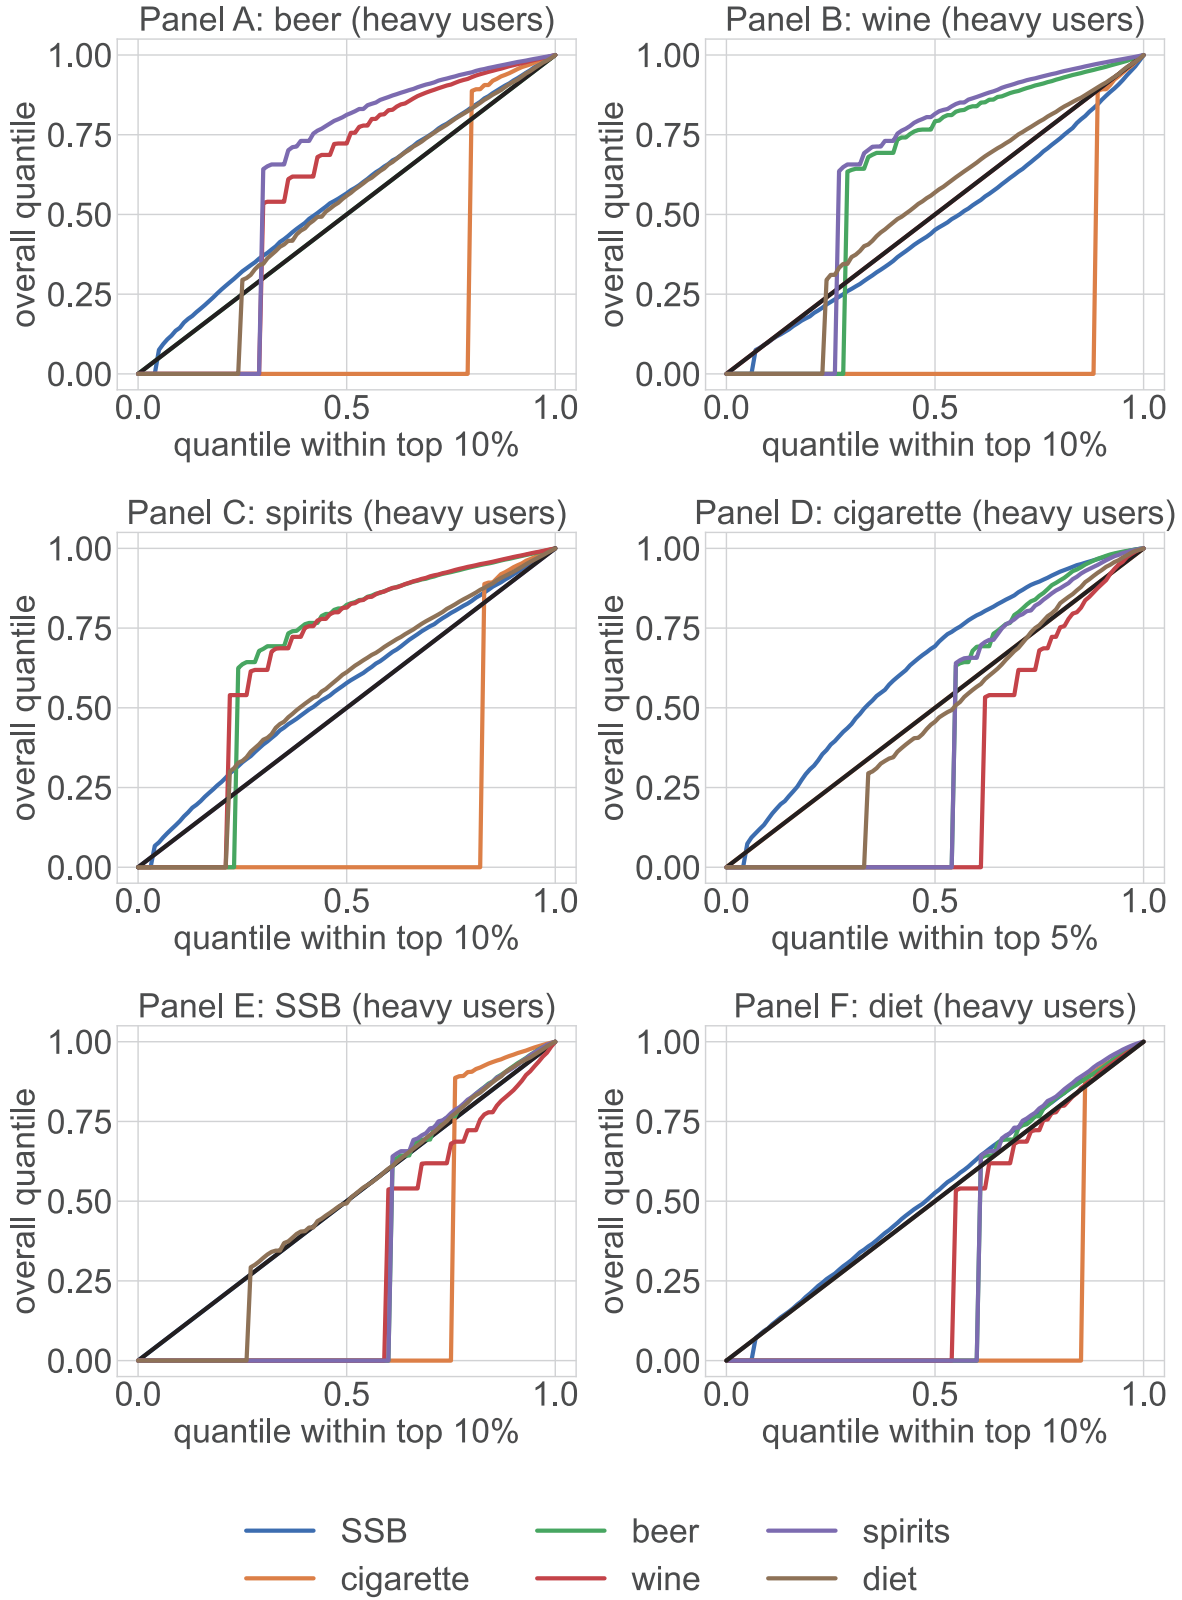 Panel A: beer (heavy users)
1.00
0.75
0.50
0.25
0.00
overall quantile
0.0 0.5 1.0
quantile within top 10%
Panel B: wine (heavy users)
1.00
0.75
0.50
0.25
0.00
overall quantile
0.0 0.5 1.0
quantile within top 10%
Panel C: spirits (heavy users)
1.00
0.75
0.50
0.25
0.00
overall quantile
0.0 0.5 1.0
quantile within top 10%
Panel D: cigarette (heavy users)
1.00
0.75
0.50
0.25
0.00
overall quantile
0.0 0.5 1.0
quantile within top 5%
Panel E: SSB (heavy users)
1.00
0.75
0.50
0.25
0.00
overall quantile
0.0 0.5 1.0
quantile within top 10%
Panel F: diet (heavy users)
1.00
0.75
0.50
0.25
0.00
overall quantile
0.0 0.5 1.0
quantile within top 10%
SSB beer spirits
cigarette wine diet